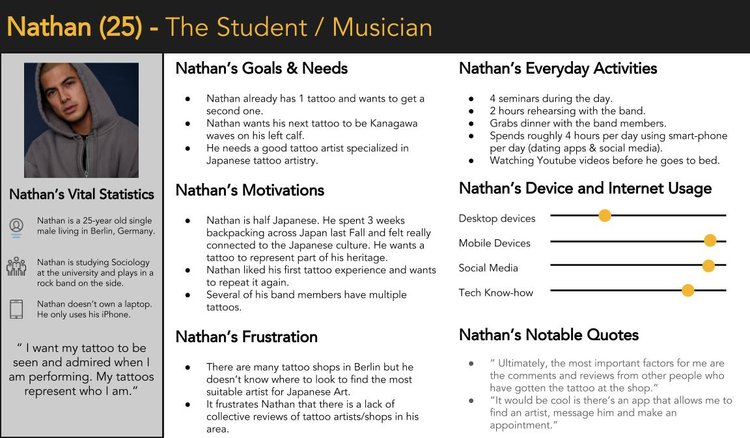 Nathan (25) - The Student / Musician
Nathan's Vital Statistics
Nathan is a 25-year old single
male living in Berlin, Germany.
Nathan is studying Sociology
at the university and plays in a
rock band on the side.
Nathan doesn't own a laptop.
He only uses his iPhone.
“ I want my tattoo to be
seen and admired when I
am performing. My tattoos
represent who I am.”
Nathan's Goals & Needs
● Nathan already has 1 tattoo and wants to get a
second one.
● Nathan wants his next tattoo to be Kanagawa
waves on his left calf.
● He needs a good tattoo artist specialized in
Japanese tattoo artistry.
Nathan's Motivations
● Nathan is half Japanese. He spent 3 weeks
backpacking across Japan last Fall and felt really
connected to the Japanese culture. He wants a
tattoo to represent part of his heritage.
● Nathan liked his first tattoo experience and wants
to repeat it again.
● Several of his band members have multiple
tattoos.
Nathan's Frustration
● There are many tattoo shops in Berlin but he
doesn't know where to look to find the most
suitable artist for Japanese Art.
● It frustrates Nathan that there is a lack of
collective reviews of tattoo artists/shops in his
area.
Nathan's Everyday Activities
● 4 seminars during the day.
● 2 hours rehearsing with the band.
● Grabs dinner with the band members.
● Spends roughly 4 hours per day using smart-phone
per day (dating apps & social media).
● Watching Youtube videos before he goes to bed.
Nathan's Device and Internet Usage
Desktop devices
Mobile Devices
Social Media
Tech Know-how
Nathan's Notable Quotes
● “ Ultimately, the most important factors for me are
the comments and reviews from other people who
have gotten the tattoo at the shop.”
● “It would be cool is there's an app that allows me to
find an artist, message him and make an
appointment.”